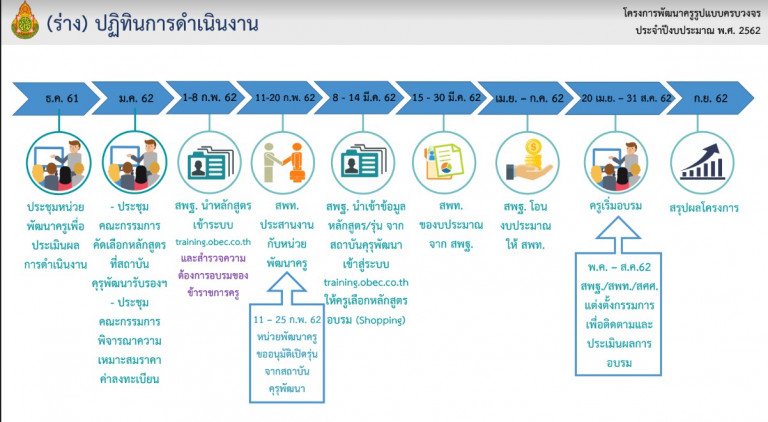 (ร่าง) ปฏิทินการดำเนินงาน
โครงการพัฒนาครูรูปแบบครบวงจร
ประจำปีงบประมาณ พ.ศ. 2562
ธ.ค. 61
ม.ค. 62
1-8 ก.พ. 62
11-20 ก.พ. 62
8 - 14 มี.ค. 62
15 - 30 มี.ค. 62
เม.ย. – ก.ค. 62
20 เม.ย. – 31 ส.ค. 62
ก.ย. 62
ประชุมหน่วย
พัฒนาครูเพื่อ
ประเมินผล
การดำเนินงาน
- ประชุม
คณะกรรมการ
คัดเลือกหลักสูตร
ที่สถาบัน
คุรุพัฒนารับรองฯ
- ประชุม
คณะกรรมการ
พิจารณาความ
เหมาะสมราคา
ค่าลงทะเบียน
สพฐ. นำหลักสูตร
เข้าระบบ
training.obec.co.th
และสำรวจความ
ต้องการอบรมของ
ข้าราชการครู
สพท.
ประสานงาน
กับหน่วย
พัฒนาครู
11 – 25 ก.พ. 62
หน่วยพัฒนาครู
ขออนุมัติเปิดรุ่น
จากสถาบัน
คุรุพัฒนา
สพฐ. นำเข้าข้อมูล
หลักสูตร/รุ่น จาก
สถาบันคุรุพัฒนา
เข้าสู่ระบบ
training.obec.co.th
ให้ครูเลือกหลักสูตร
อบรม (Shopping)
สพท.
ของบประมาณ
จาก สพฐ.
สพฐ. โอน
งบประมาณ
ให้ สพท.
ครูเริ่มอบรม
พ.ค. – ส.ค.62
สพฐ./สพท./สศศ.
แต่งตั้งกรรมการ
เพื่อติดตามและ
ประเมินผลการ
อบรม
สรุปผลโครงการ